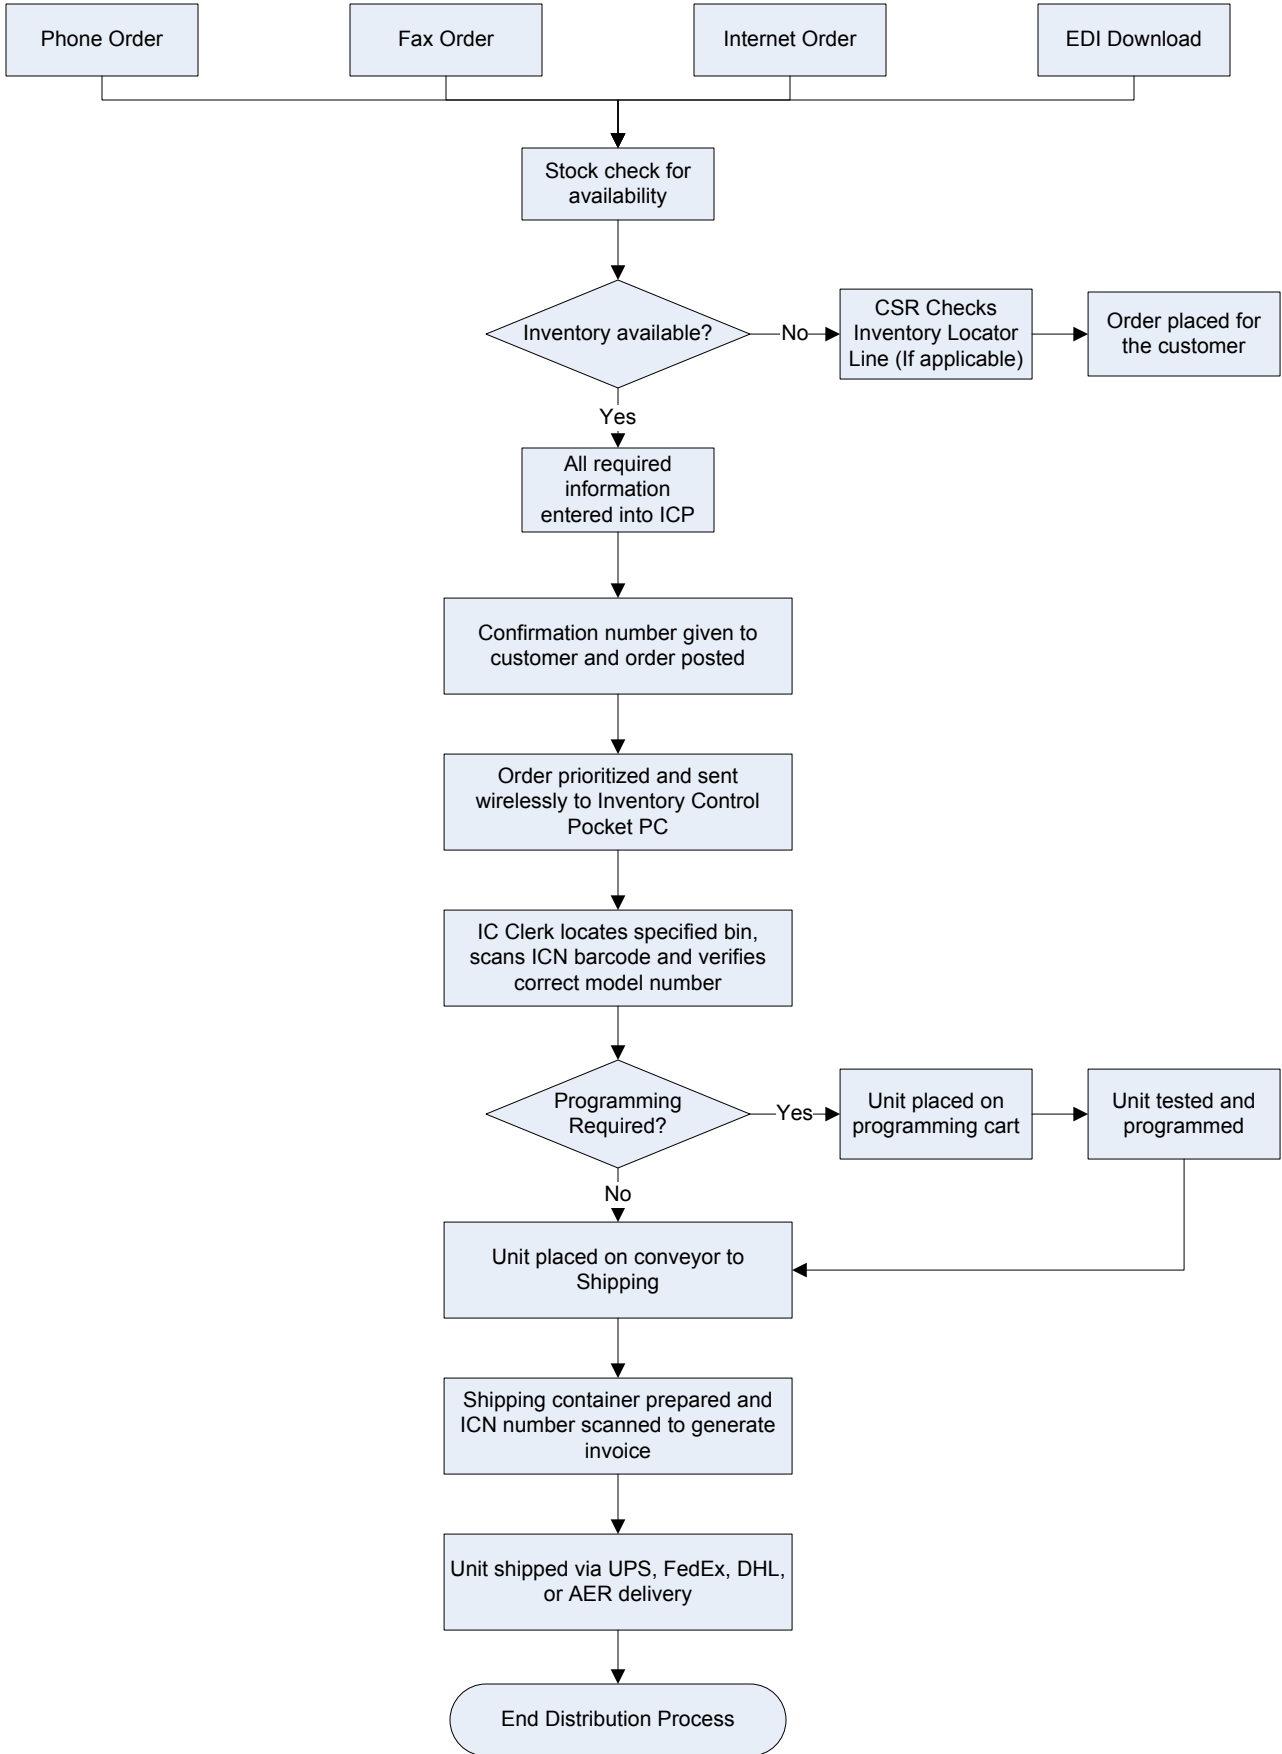 Phone Order
Fax Order
Internet Order
EDI Download
Stock check for
availability
Inventory available?
No
CSR Checks
Inventory Locator
Line (If applicable)
Order placed for
the customer
Yes
All required
information
entered into ICP
Confirmation number given to
customer and order posted
Order prioritized and sent
wirelessly to Inventory Control
Pocket PC
IC Clerk locates specified bin,
scans ICN barcode and verifies
correct model number
Programming
Required?
Yes
Unit placed on
programming cart
Unit tested and
programmed
No
Unit placed on conveyor to
Shipping
Shipping container prepared and
ICN number scanned to generate
invoice
Unit shipped via UPS, FedEx, DHL,
or AER delivery
End Distribution Process